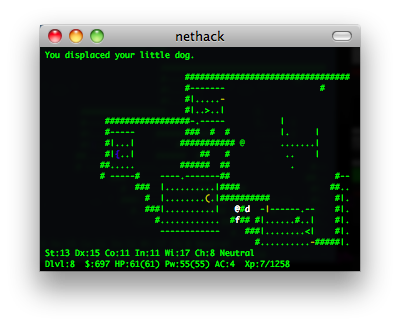 nethack
You displaced your little dog.
St:13 Dx:15 Co:11 In:11 Wi:17 Ch:8 Neutral
Dlvl:8 $:697 HP:61(61) Pw:55(55) AC:4 Xp:7/1258